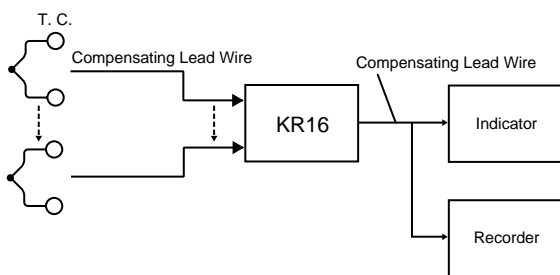 T. C.
Compensating Lead Wire
Compensating Lead Wire
KR16
Indicator
Recorder